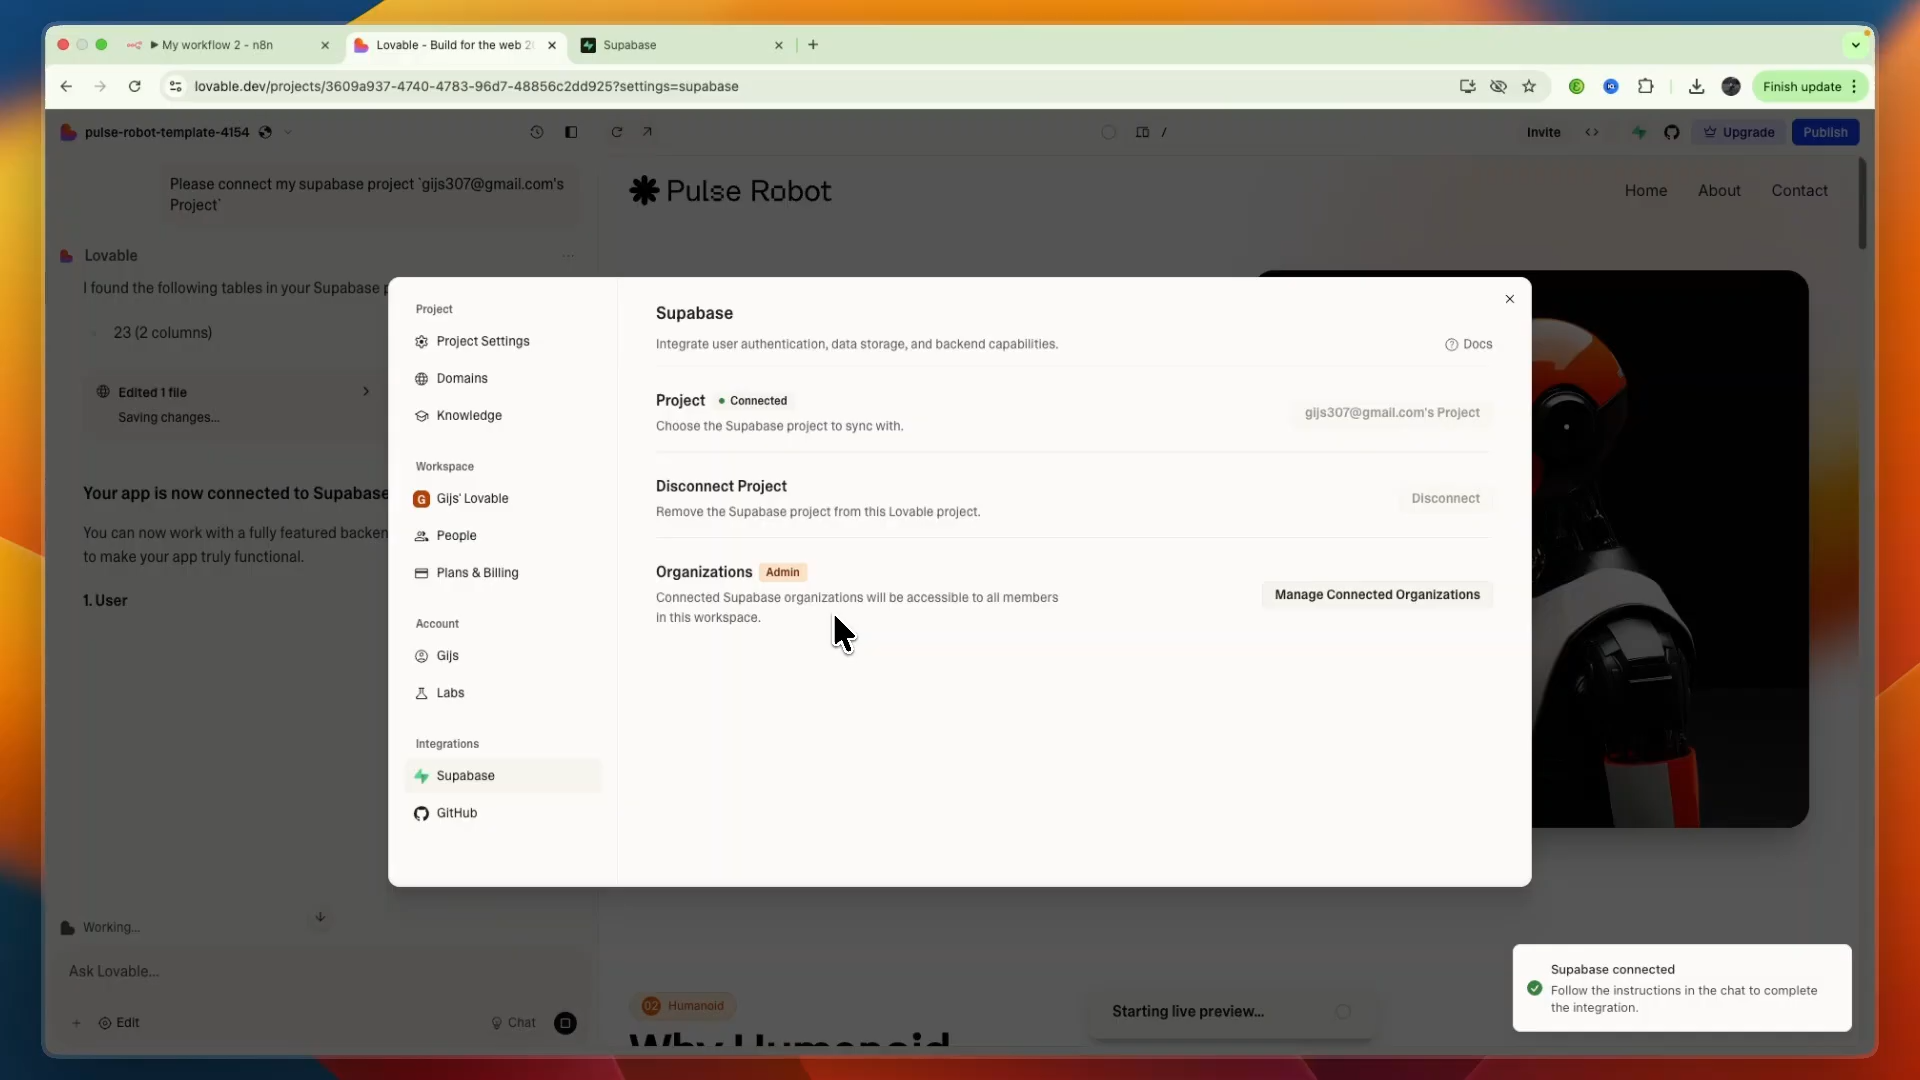 My workflow 2 - n8n
Lovable - Build for the web 2
Supabase
lovable.dev/projects/3609a937-4740-4783-96d7-48856c2dd925?settings=supabase
Finish update
pulse-robot-template-4154
/
Invite
Upgrade
Publish
Please connect my supabase project `gijs307@gmail.com's
Project`
Lovable
I found the following tables in your Supabase
23 (2 columns)
Edited 1 file
Saving changes...
Your app is now connected to Supabase
You can now work with a fully featured backen
to make your app truly functional.
1. User
Working...
Ask Lovable...
Edit
Chat
Pulse Robot
Home
About
Contact
Project
Project Settings
Domains
Knowledge
Workspace
G Gijs' Lovable
People
Plans & Billing
Account
Gijs
Labs
Integrations
Supabase
GitHub
Supabase
Integrate user authentication, data storage, and backend capabilities.
Docs
Project
Connected
Choose the Supabase project to sync with.
gijs307@gmail.com's Project
Disconnect Project
Remove the Supabase project from this Lovable project.
Disconnect
Organizations
Admin
Connected Supabase organizations will be accessible to all members
in this workspace.
Manage Connected Organizations
02 Humanoid
Why Humanoid
Starting live preview...
Supabase connected
Follow the instructions in the chat to complete
the integration.